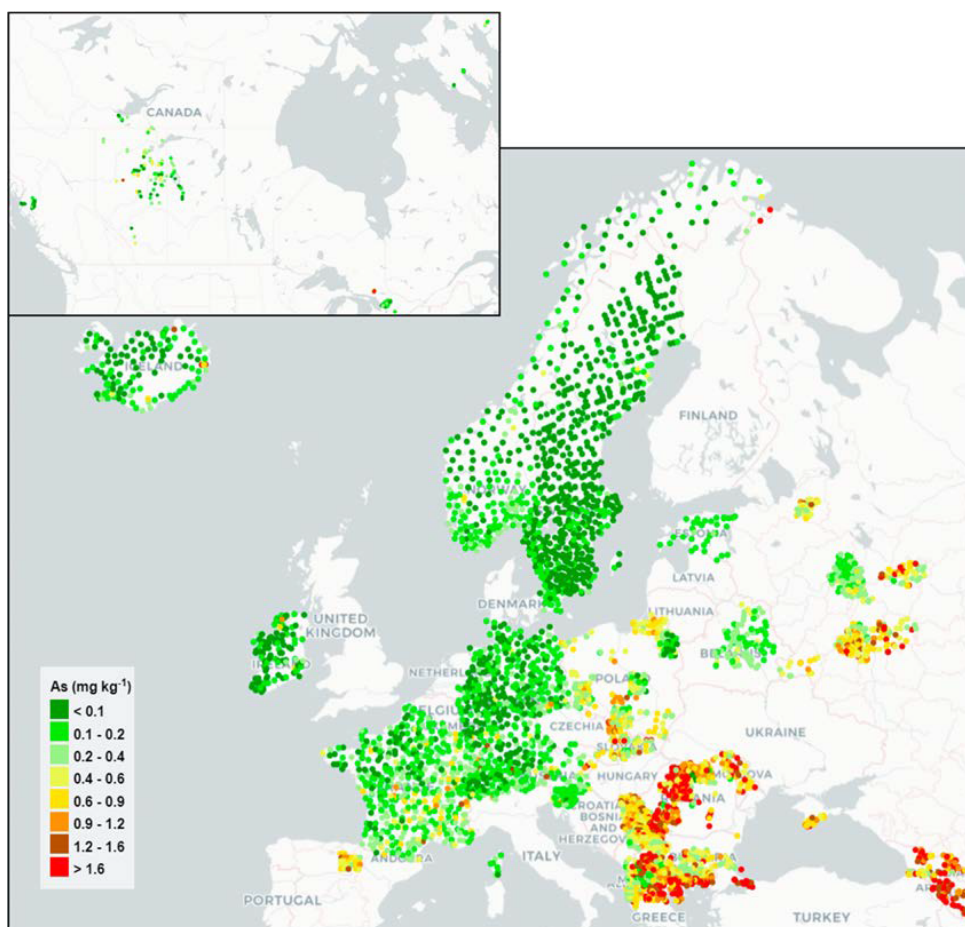 CANADA
ICELAND
FINLAND
NORWAY
ESTONIA
LATVIA
DENMARK
LITHUANIA
UNITED
KINGDOM
IRELAND
BELARUS
NETHERLANDS
POLAND
BELGIUM
As (mg kg⁻¹)
< 0.1
0.1 - 0.2
0.2 - 0.4
0.4 - 0.6
0.6 - 0.9
0.9 - 1.2
1.2 - 1.6
> 1.6
CZECHIA
UKRAINE
SLOVAKIA
AUSTRIA
HUNGARY
MOLDOVA
ROMANIA
CROATIA
BOSNIA
AND
HERZEGOVINA
ITALY
ANDORRA
PORTUGAL
GREECE
TURKEY